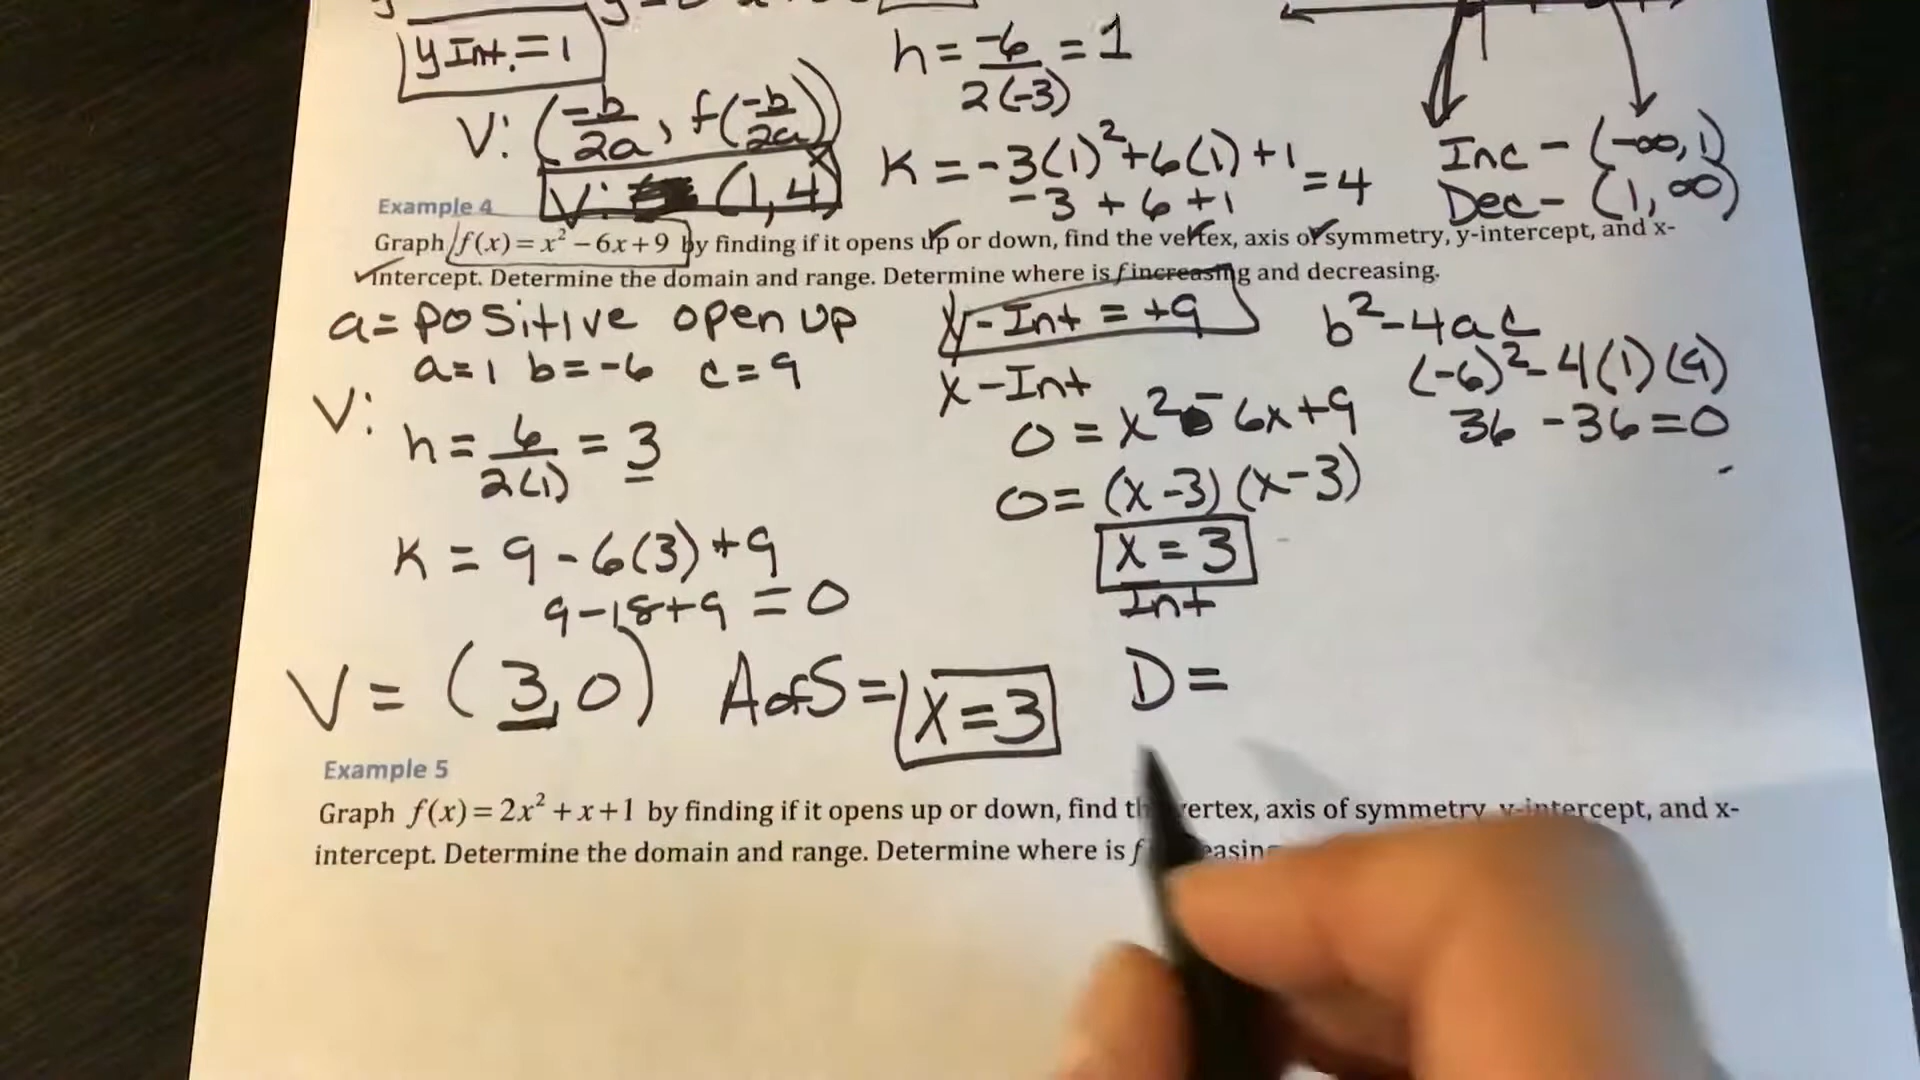 y Int. = 1
h = -6/2(-3) = 1
V: (-b/2a, f(-b/2a))
V: (1,4)
K = -3(1)²+6(1)+1
-3+6+1 = 4
Inc - (-∞,1)
Dec - (1,∞)
Example 4
Graph f(x) = x² − 6x + 9 by finding if it opens up or down, find the vertex, axis of symmetry, y-intercept, and x-
intercept. Determine the domain and range. Determine where is f increasing and decreasing.
a = positive open up
a=1 b=-6 c=9
V:
h = 6/2(1) = 3
K = 9-6(3)+9
9-18+9 = 0
y-Int = +9
x-Int
0 = x² - 6x+9
0 = (x-3)(x-3)
x = 3
Int
b²-4ac
(-6)²-4(1)(9)
36-36=0
V = (3,0) AofS = x=3 D=
Example 5
Graph f(x) = 2x² + x + 1 by finding if it opens up or down, find vertex, axis of symmetry, y-intercept, and x-
intercept. Determine the domain and range. Determine where is f